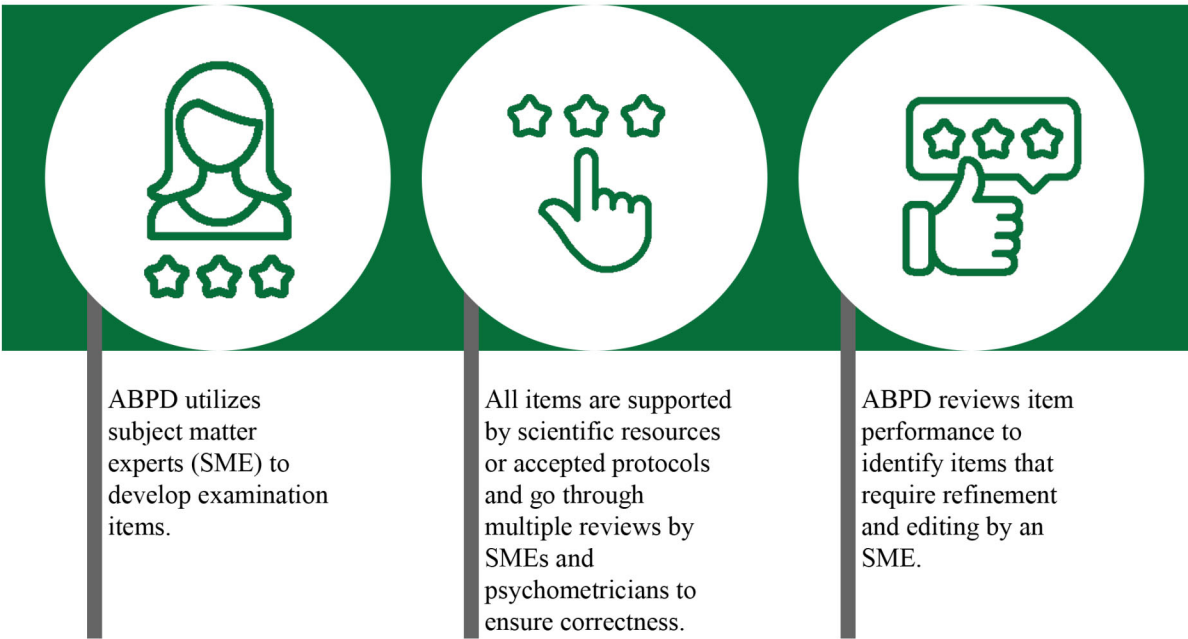 ABPD utilizes
subject matter
experts (SME) to
develop examination
items.
All items are supported
by scientific resources
or accepted protocols
and go through
multiple reviews by
SMEs and
psychometricians to
ensure correctness.
ABPD reviews item
performance to
identify items that
require refinement
and editing by an
SME.